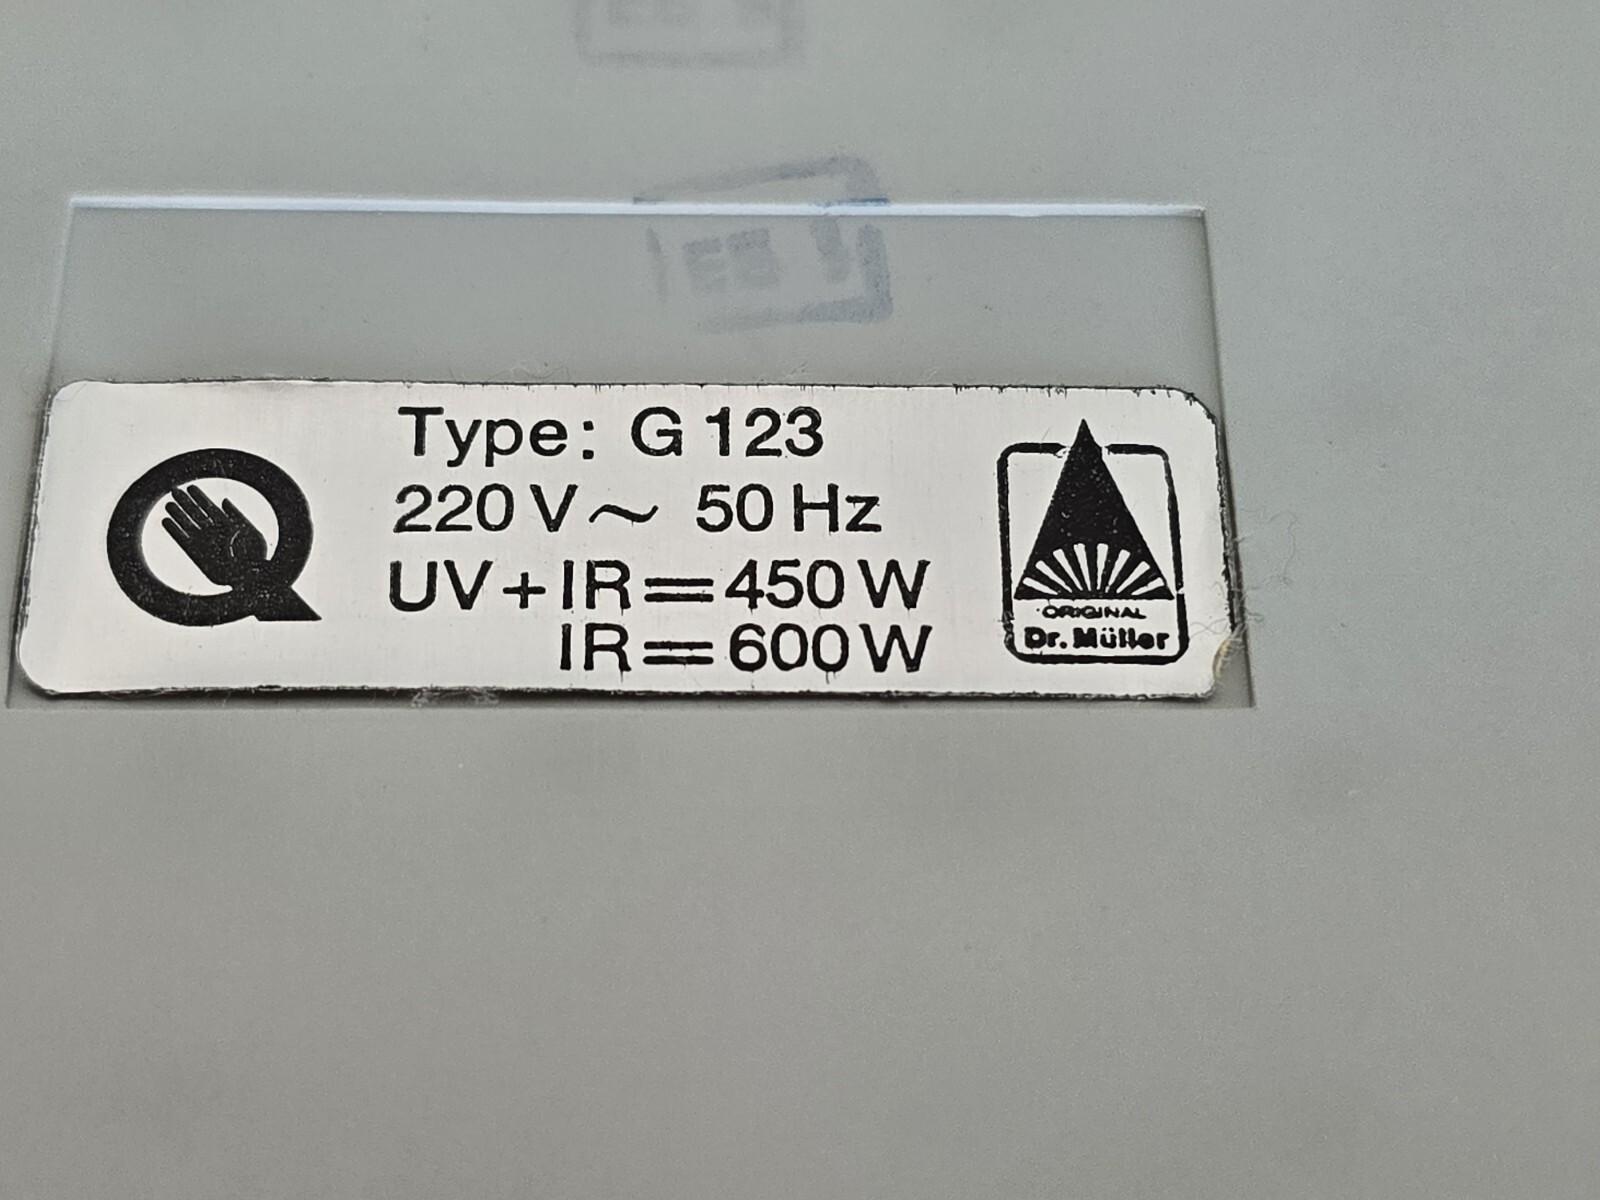 Type: G 123
220 V ~ 50 Hz
UV + IR = 450 W
IR = 600 W
ORIGINAL
Dr. Müller